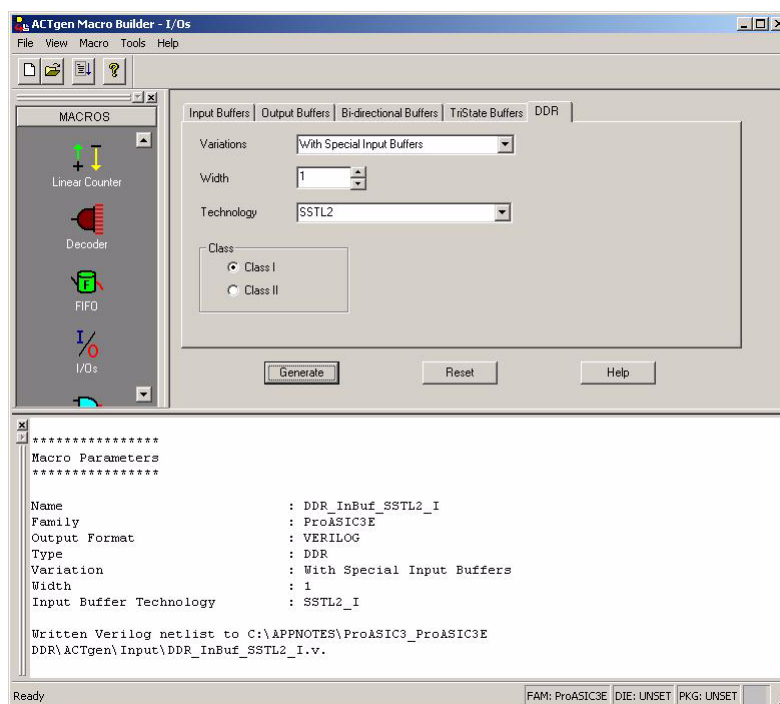 ACTgen Macro Builder - I/Os
File View Macro Tools Help
MACROS
Linear Counter
Decoder
F
FIFO
I/O
I/Os
Input Buffers Output Buffers Bi-directional Buffers TriState Buffers DDR
Variations With Special Input Buffers
Width 1
Technology SSTL2
Class
Class I
Class II
Generate Reset Help
****************
Macro Parameters
****************
Name : DDR_InBuf_SSTL2_I
Family : ProASIC3E
Output Format : VERILOG
Type : DDR
Variation : With Special Input Buffers
Width : 1
Input Buffer Technology : SSTL2_I
Written Verilog netlist to C:\APPNOTES\ProASIC3_ProASIC3E
DDR\ACTgen\Input\DDR_InBuf_SSTL2_I.v.
Ready FAM: ProASIC3E DIE: UNSET PKG: UNSET